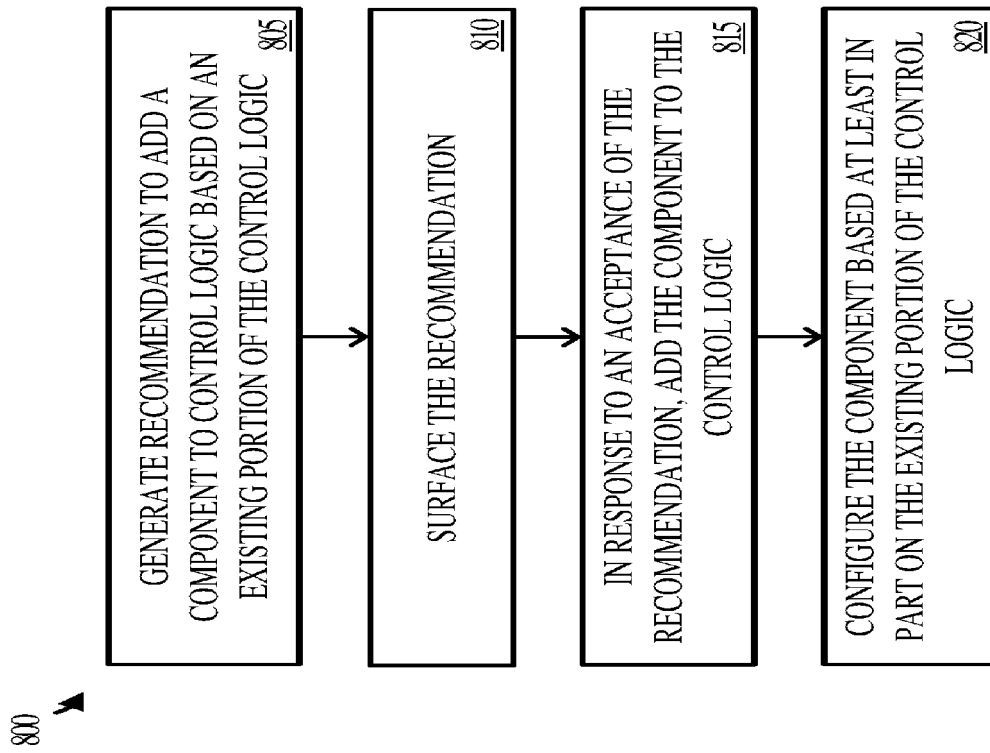 800
GENERATE RECOMMENDATION TO ADD A
COMPONENT TO CONTROL LOGIC BASED ON AN
EXISTING PORTION OF THE CONTROL LOGIC
805
SURFACE THE RECOMMENDATION
810
IN RESPONSE TO AN ACCEPTANCE OF THE
RECOMMENDATION, ADD THE COMPONENT TO THE
CONTROL LOGIC
815
CONFIGURE THE COMPONENT BASED AT LEAST IN
PART ON THE EXISTING PORTION OF THE CONTROL
LOGIC
820